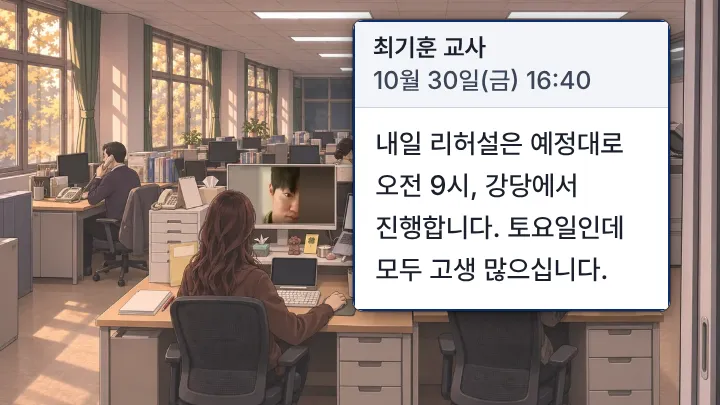 최기훈 교사
10월 30일(금) 16:40
내일 리허설은 예정대로
오전 9시, 강당에서
진행합니다. 토요일인데
모두 고생 많으십니다.